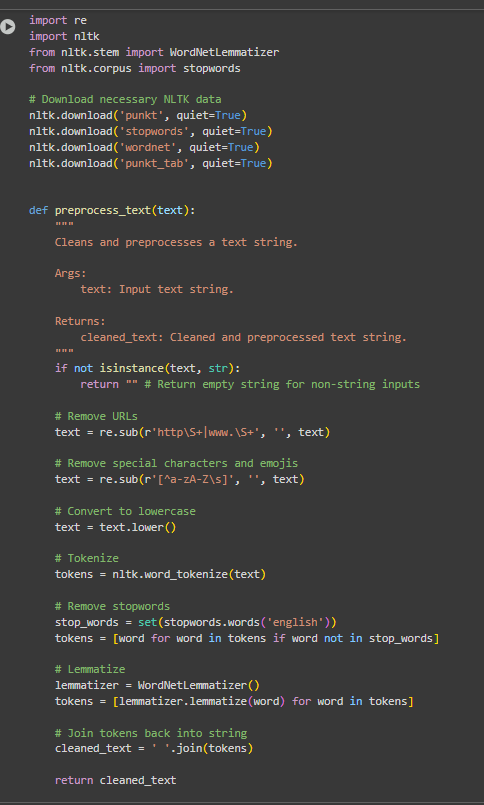 import re
import nltk
from nltk.stem import WordNetLemmatizer
from nltk.corpus import stopwords

# Download necessary NLTK data
nltk.download('punkt', quiet=True)
nltk.download('stopwords', quiet=True)
nltk.download('wordnet', quiet=True)
nltk.download('punkt_tab', quiet=True)


def preprocess_text(text):
    """
    Cleans and preprocesses a text string.

    Args:
        text: Input text string.

    Returns:
        cleaned_text: Cleaned and preprocessed text string.
    """
    if not isinstance(text, str):
        return "" # Return empty string for non-string inputs

    # Remove URLs
    text = re.sub(r'http\S+|www.\S+', '', text)

    # Remove special characters and emojis
    text = re.sub(r'[^a-zA-Z\s]', '', text)

    # Convert to lowercase
    text = text.lower()

    # Tokenize
    tokens = nltk.word_tokenize(text)

    # Remove stopwords
    stop_words = set(stopwords.words('english'))
    tokens = [word for word in tokens if word not in stop_words]

    # Lemmatize
    lemmatizer = WordNetLemmatizer()
    tokens = [lemmatizer.lemmatize(word) for word in tokens]

    # Join tokens back into string
    cleaned_text = ' '.join(tokens)

    return cleaned_text